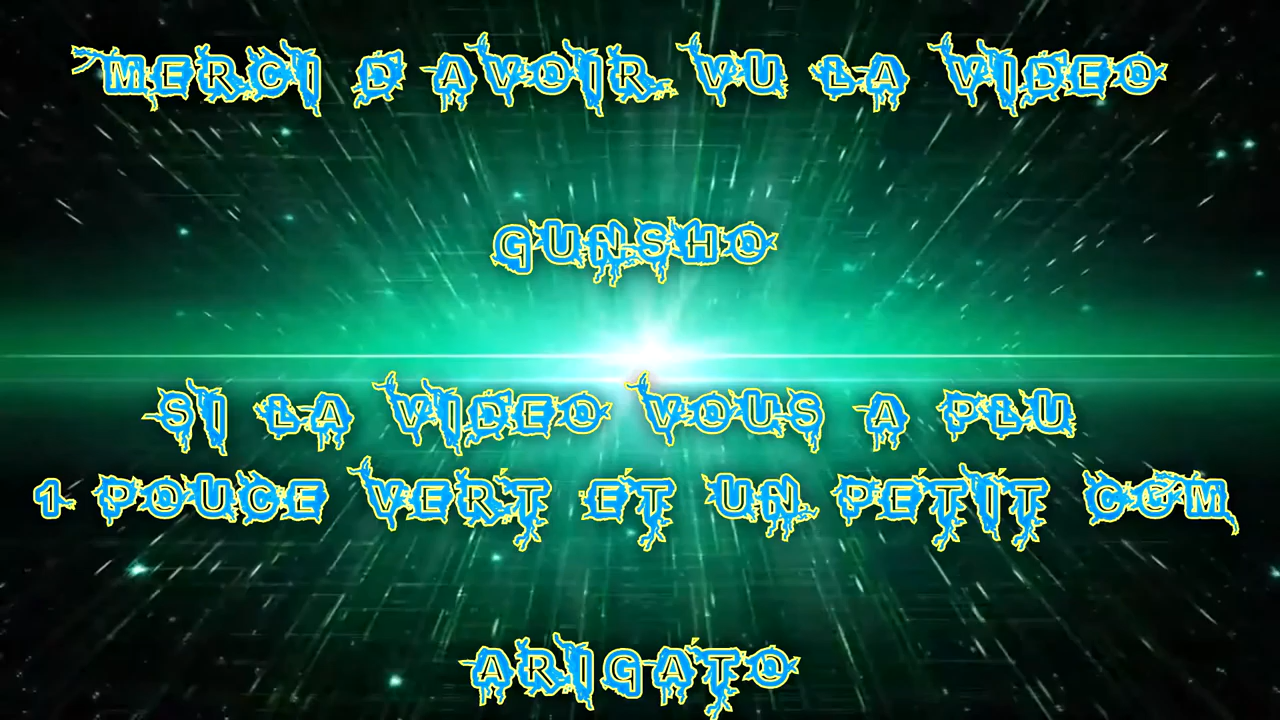 MERCI D AVOIR VU LA VIDEO
GUNSHO
SI LA VIDEO VOUS A PLU
1 POUCE VERT ET UN PETIT COM
ARIGATO